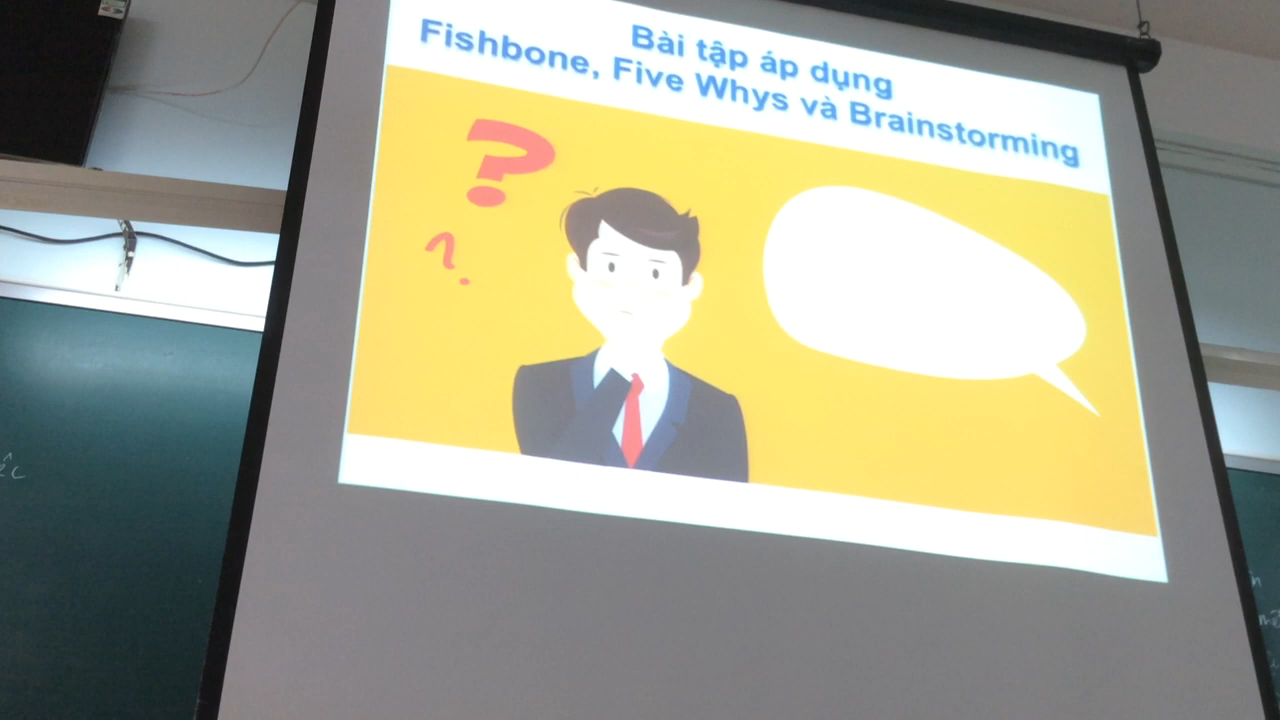 Bài tập áp dụng
Fishbone, Five Whys và Brainstorming
?
?